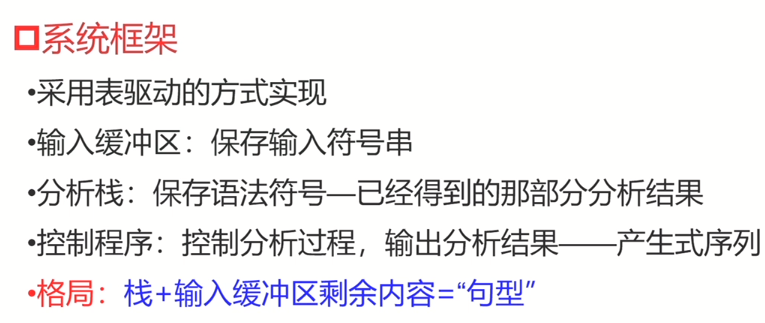 系统框架
•采用表驱动的方式实现
•输入缓冲区：保存输入符号串
•分析栈：保存语法符号—已经得到的那部分分析结果
•控制程序：控制分析过程，输出分析结果——产生式序列
•格局：栈+输入缓冲区剩余内容=“句型”